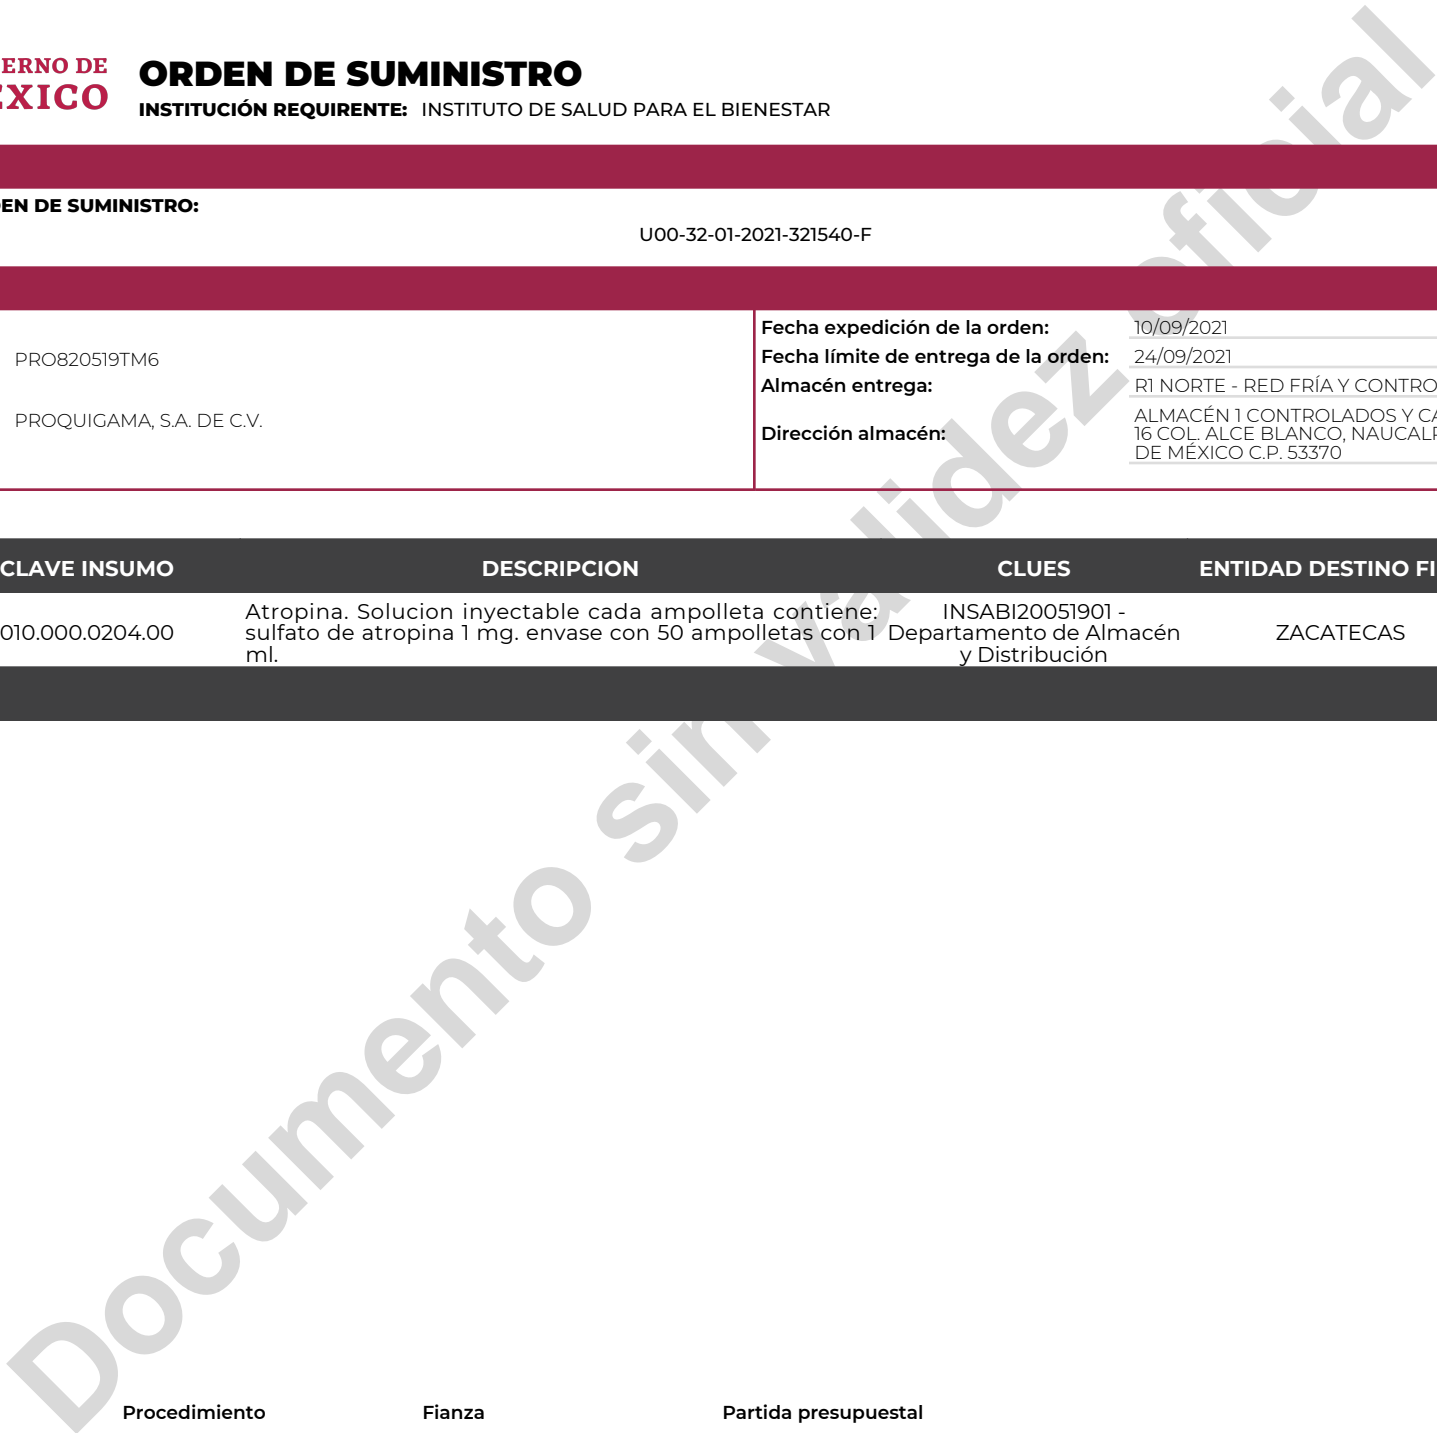 ERNO DE
ÉXICO
ORDEN DE SUMINISTRO
INSTITUCIÓN REQUIRENTE: INSTITUTO DE SALUD PARA EL BIENESTAR
EN DE SUMINISTRO:
U00-32-01-2021-321540-F
PRO820519TM6
PROQUIGAMA, S.A. DE C.V.
Fecha expedición de la orden: 10/09/2021
Fecha límite de entrega de la orden: 24/09/2021
Almacén entrega: R1 NORTE - RED FRÍA Y CONTRO
Dirección almacén:
ALMACÉN 1 CONTROLADOS Y CA
16 COL. ALCE BLANCO, NAUCALP
DE MÉXICO C.P. 53370
CLAVE INSUMO DESCRIPCION CLUES ENTIDAD DESTINO FI
010.000.0204.00
Atropina. Solucion inyectable cada ampolleta contiene:
sulfato de atropina 1 mg. envase con 50 ampolletas con 1
ml.
INSABI20051901 -
Departamento de Almacén
y Distribución
ZACATECAS
Documento sin validez oficial
Procedimiento Fianza Partida presupuestal